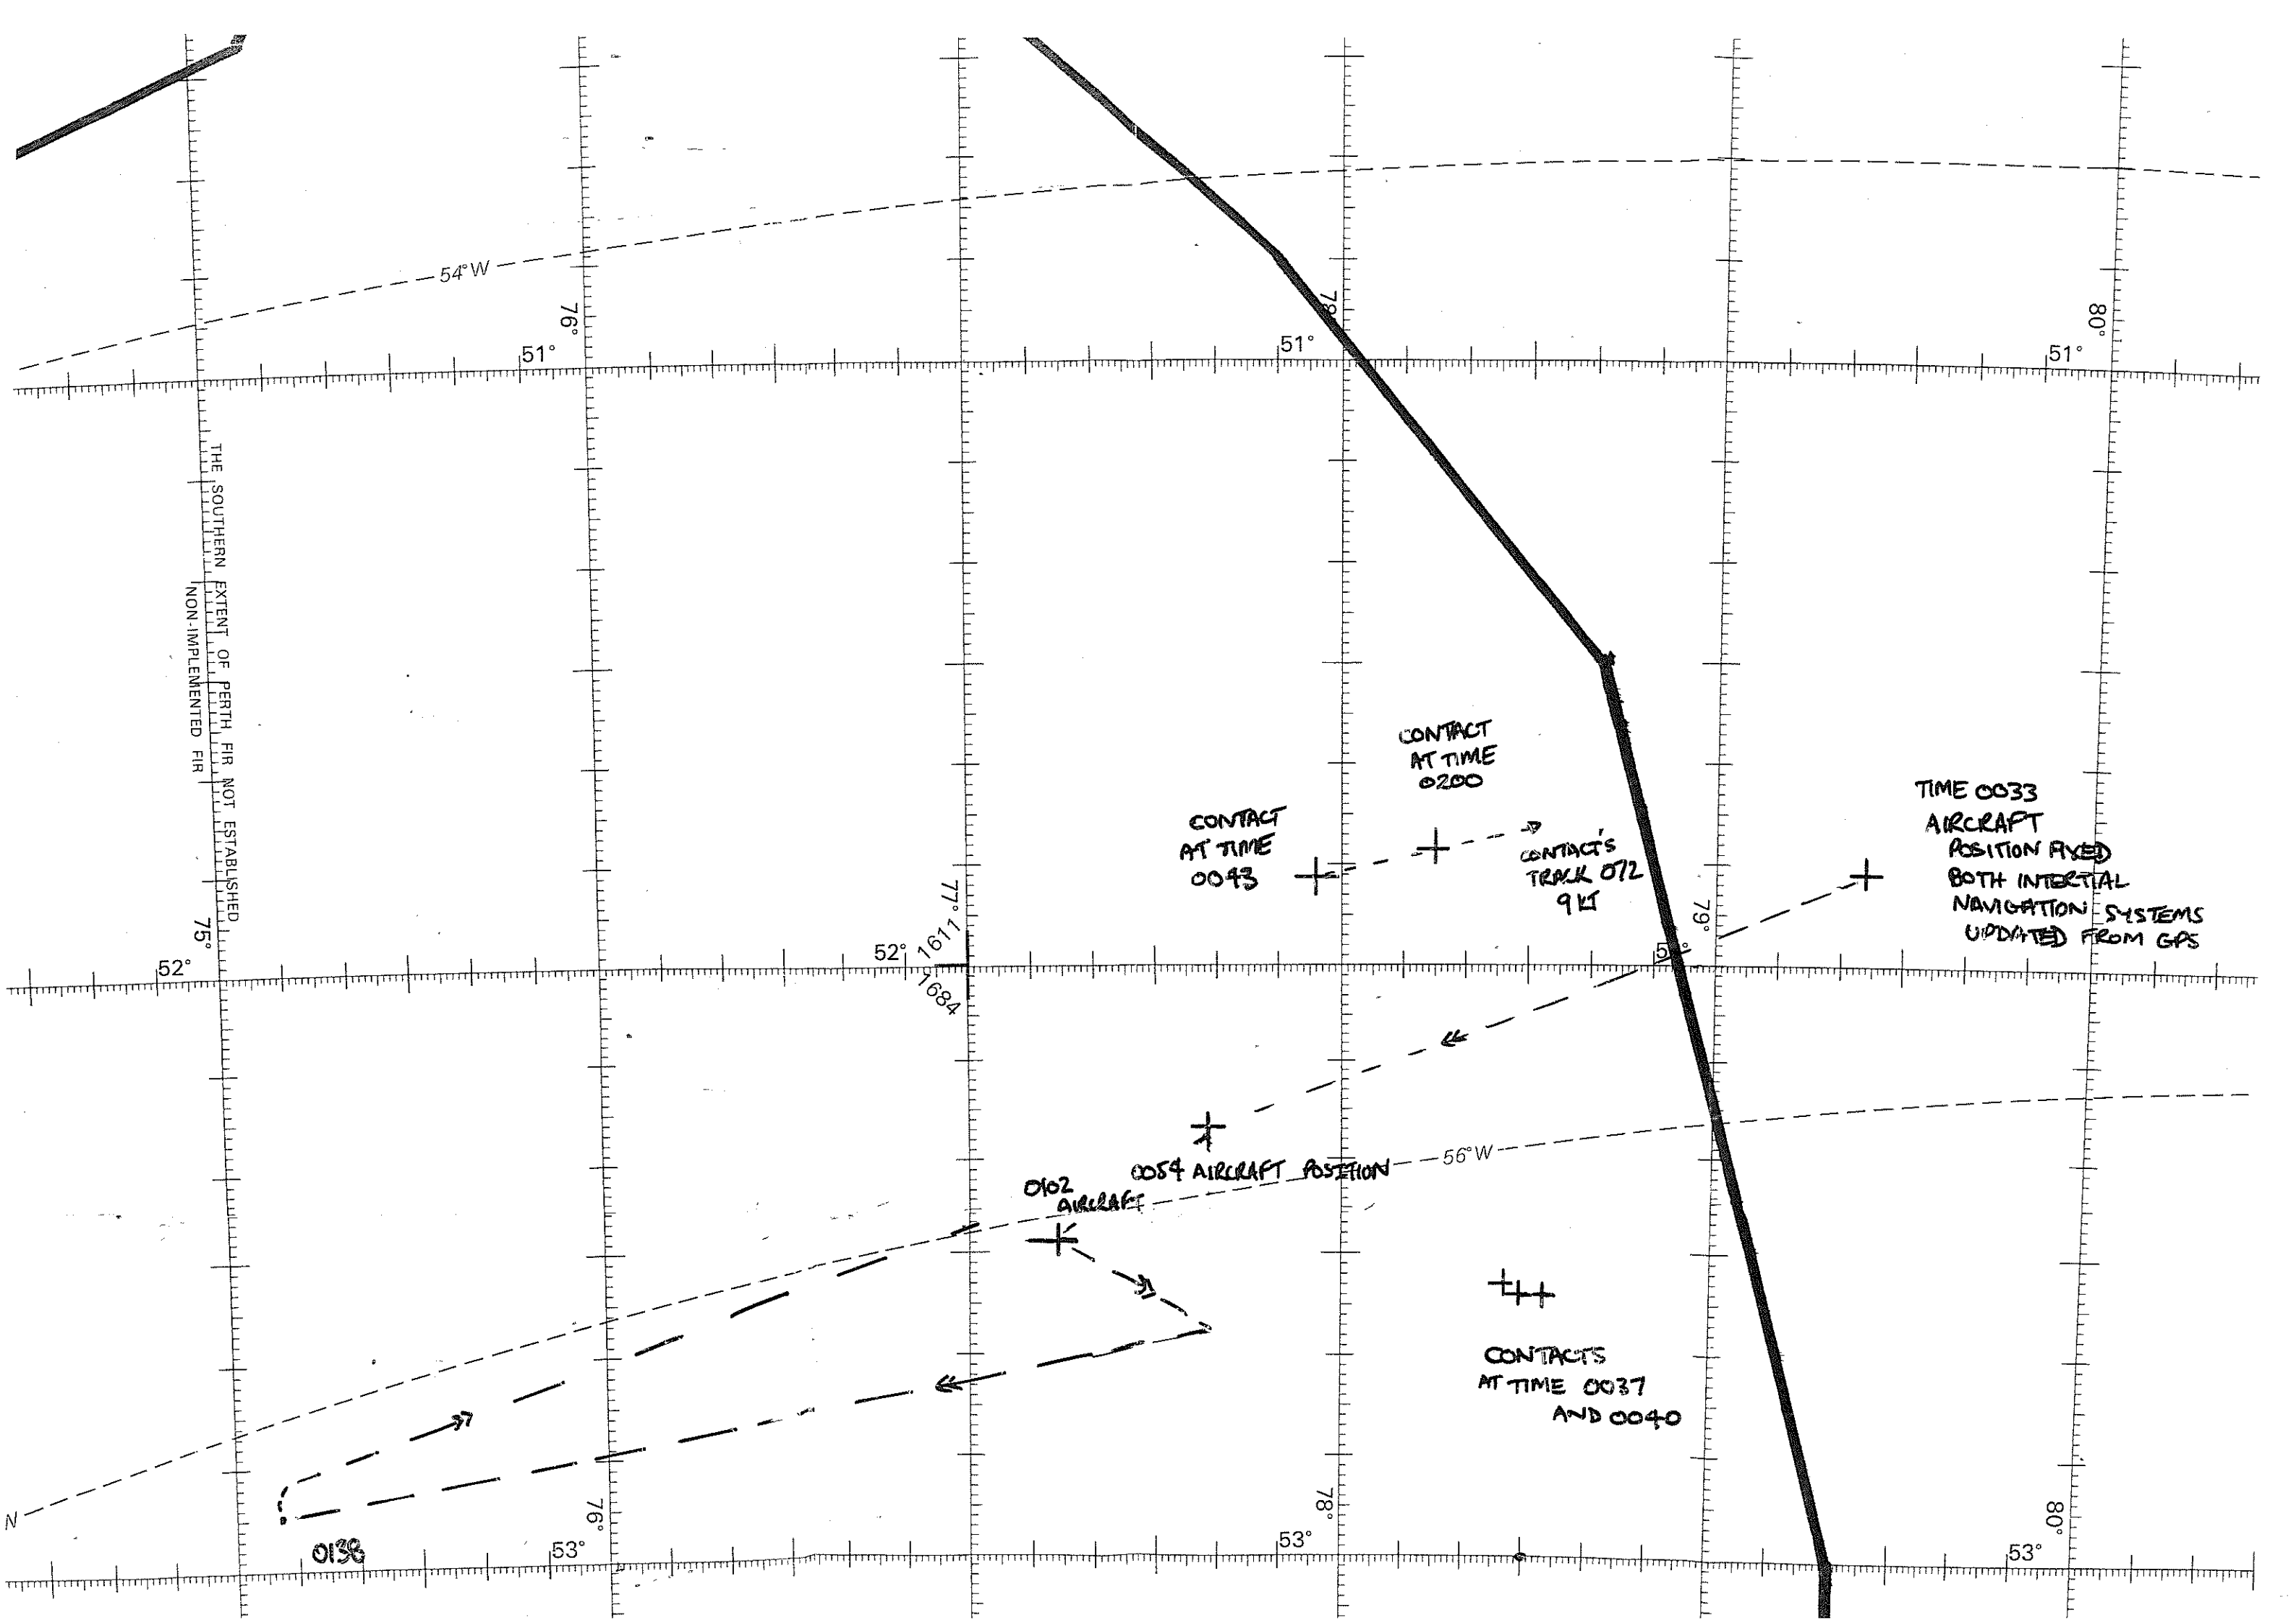 54°W
76°
51°
78°
51°
51°
80°
THE SOUTHERN EXTENT OF PERTH FIR NOT ESTABLISHED
NON-IMPLEMENTED FIR
CONTACT
AT TIME
0200
TIME 0033
AIRCRAFT
POSITION FIXED
BOTH INTERTIAL
NAVIGATION SYSTEMS
UPDATED FROM GPS
CONTACT
AT TIME
0043
CONTACT'S
TRACK 072
9 KT
75°
52°
52°
77°
1611
1684
79°
0054 AIRCRAFT POSITION
56°W
0102
AIRCRAFT
CONTACTS
AT TIME 0037
AND 0040
N
0138
76°
53°
78°
53°
80°
53°